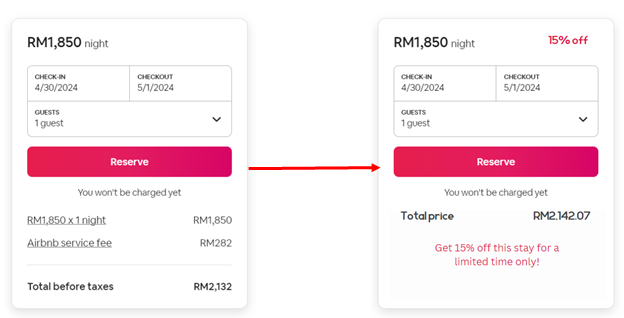 RM1,850 night
CHECK-IN
4/30/2024
CHECKOUT
5/1/2024
GUESTS
1 guest
Reserve
You won't be charged yet
RM1,850 x 1 night RM1,850
Airbnb service fee RM282
Total before taxes RM2,132
RM1,850 night 15% off
CHECK-IN
4/30/2024
CHECKOUT
5/1/2024
GUESTS
1 guest
Reserve
You won't be charged yet
Total price RM2.142.07
Get 15% off this stay for a
limited time only!